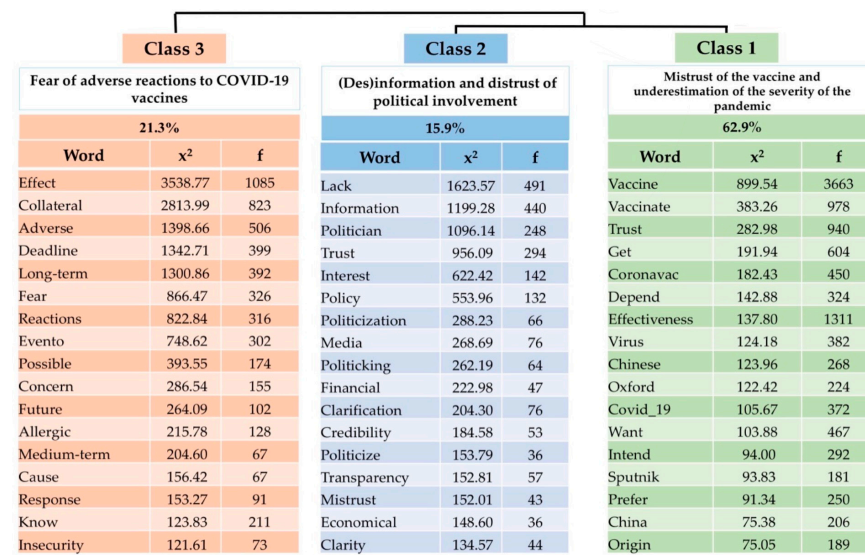 Class 3
Fear of adverse reactions to COVID-19
vaccines
21.3%
Word x² f
Effect 3538.77 1085
Collateral 2813.99 823
Adverse 1398.66 506
Deadline 1342.71 399
Long-term 1300.86 392
Fear 866.47 326
Reactions 822.84 316
Evento 748.62 302
Possible 393.55 174
Concern 286.54 155
Future 264.09 102
Allergic 215.78 128
Medium-term 204.60 67
Cause 156.42 67
Response 153.27 91
Know 123.83 211
Insecurity 121.61 73
Class 2
(Des)information and distrust of
political involvement
15.9%
Word x² f
Lack 1623.57 491
Information 1199.28 440
Politician 1096.14 248
Trust 956.09 294
Interest 622.42 142
Policy 553.96 132
Politicization 288.23 66
Media 268.69 76
Politicking 262.19 64
Financial 222.98 47
Clarification 204.30 76
Credibility 184.58 53
Politicize 153.79 36
Transparency 152.81 57
Mistrust 152.01 43
Economical 148.60 36
Clarity 134.57 44
Class 1
Mistrust of the vaccine and
underestimation of the severity of the
pandemic
62.9%
Word x² f
Vaccine 899.54 3663
Vaccinate 383.26 978
Trust 282.98 940
Get 191.94 604
Coronavac 182.43 450
Depend 142.88 324
Effectiveness 137.80 1311
Virus 124.18 382
Chinese 123.96 268
Oxford 122.42 224
Covid_19 105.67 372
Want 103.88 467
Intend 94.00 292
Sputnik 93.83 181
Prefer 91.34 250
China 75.38 206
Origin 75.05 189